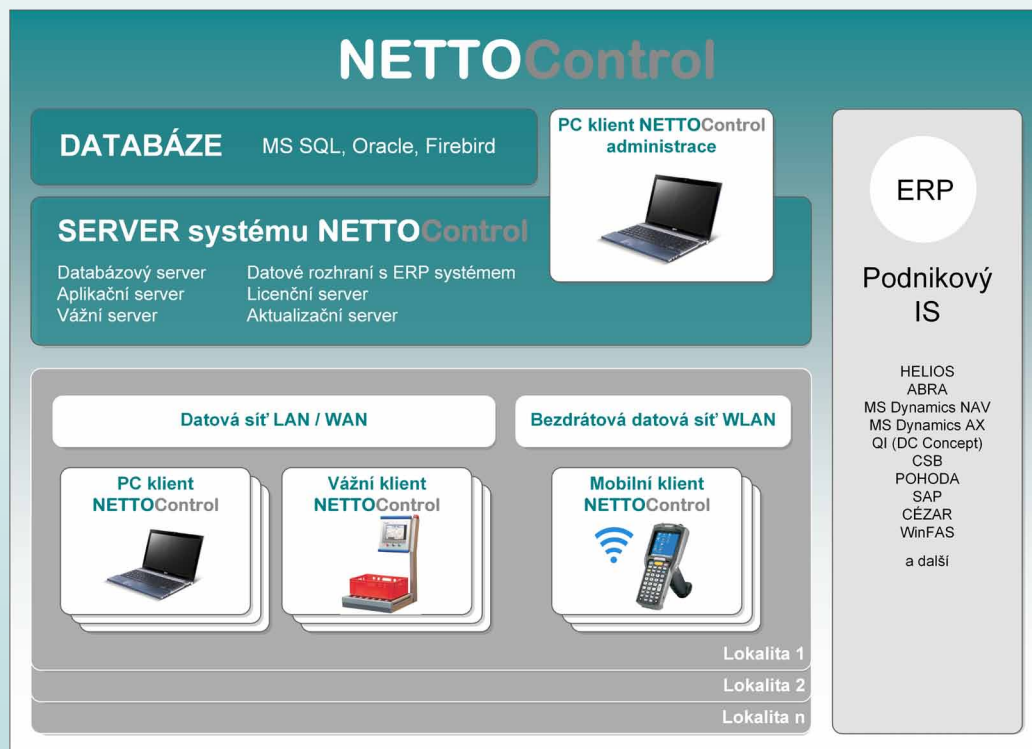 NETTOControl
DATABÁZE
MS SQL, Oracle, Firebird
PC klient NETTOControl
administrace
SERVER systému NETTOControl
Databázový server
Aplikační server
Vážní server
Datové rozhraní s ERP systémem
Licenční server
Aktualizační server
Datová síť LAN / WAN
Bezdrátová datová síť WLAN
PC klient
NETTOControl
Vážní klient
NETTOControl
Mobilní klient
NETTOControl
Lokalita 1
Lokalita 2
Lokalita n
ERP
Podnikový
IS
HELIOS
ABRA
MS Dynamics NAV
MS Dynamics AX
QI (DC Concept)
CSB
POHODA
SAP
CÉZAR
WinFAS
a další